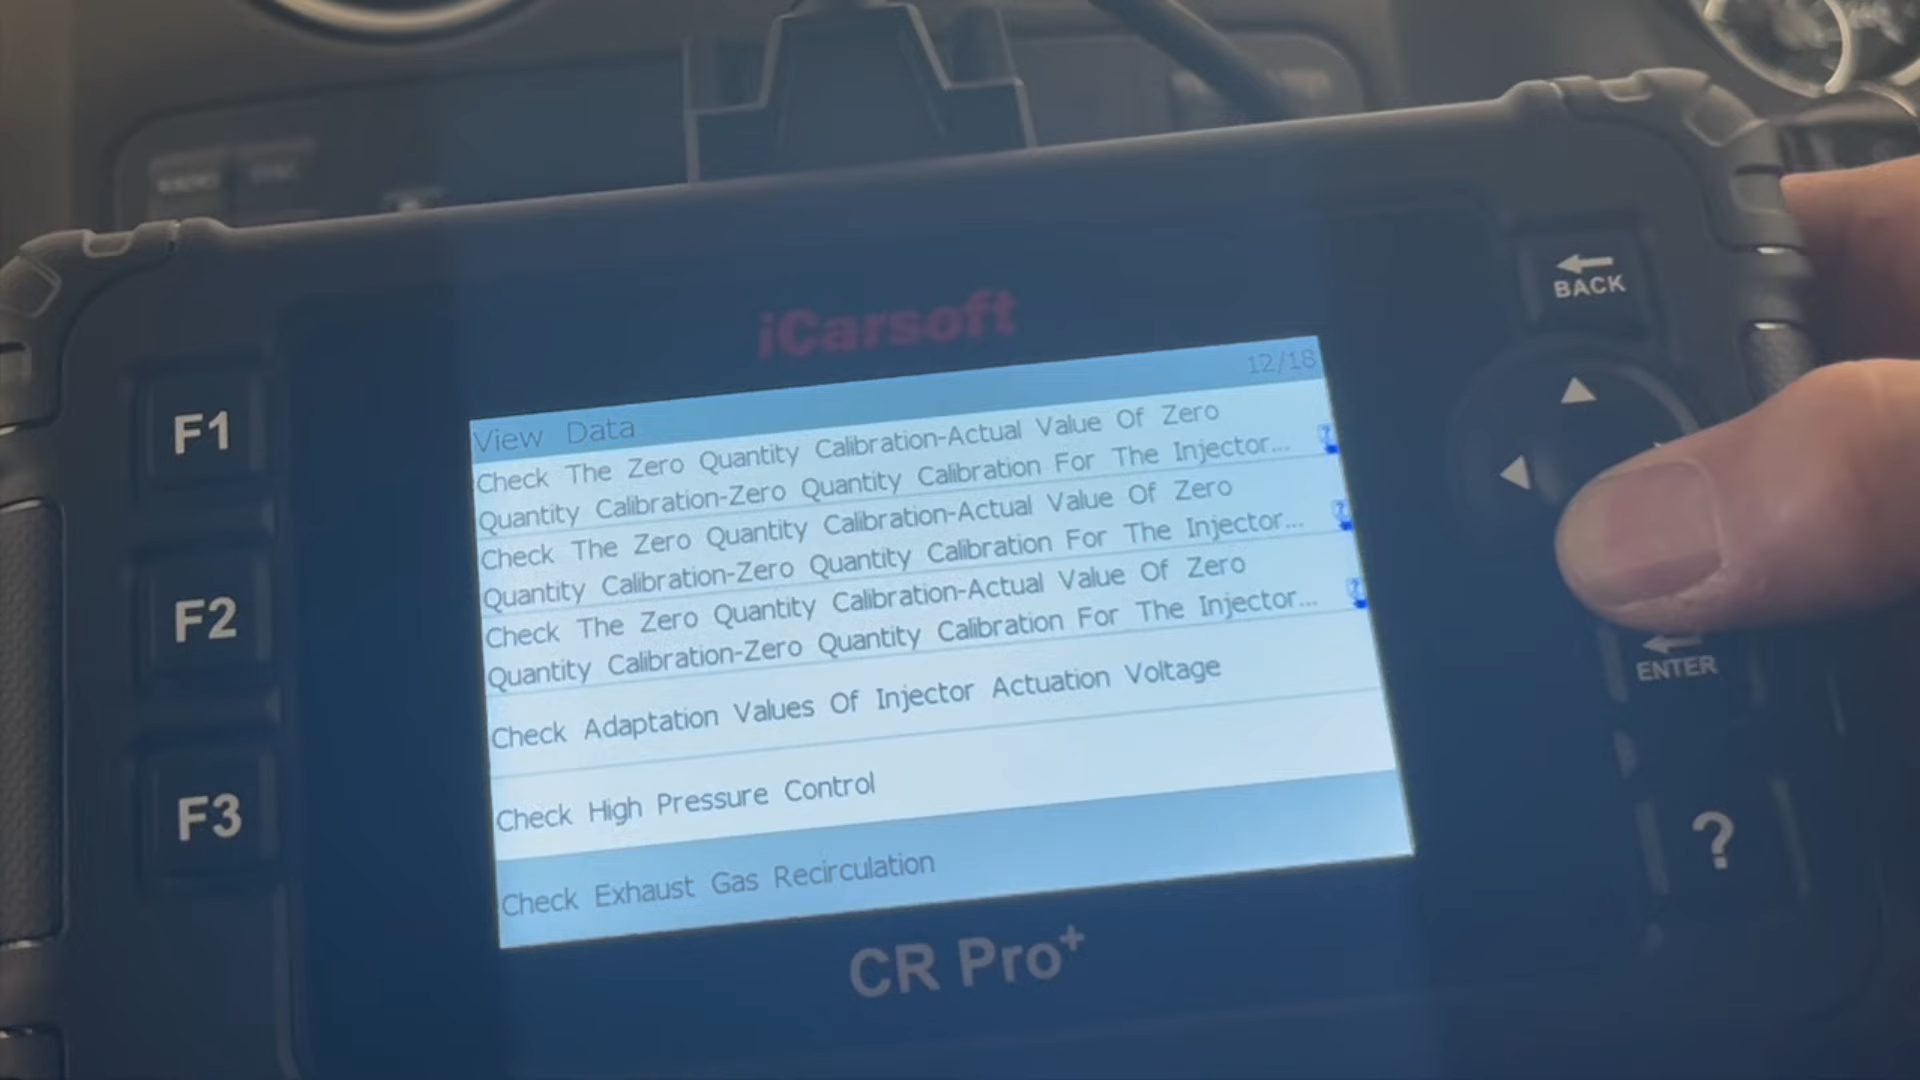 iCarsoft
BACK
View Data
12/18
Check The Zero Quantity Calibration-Actual Value Of Zero
Quantity Calibration-Zero Quantity Calibration For The Injector...
Check The Zero Quantity Calibration-Actual Value Of Zero
Quantity Calibration-Zero Quantity Calibration For The Injector...
Check The Zero Quantity Calibration-Actual Value Of Zero
Quantity Calibration-Zero Quantity Calibration For The Injector...
Check Adaptation Values Of Injector Actuation Voltage
Check High Pressure Control
Check Exhaust Gas Recirculation
F1
F2
F3
ENTER
?
CR Pro+